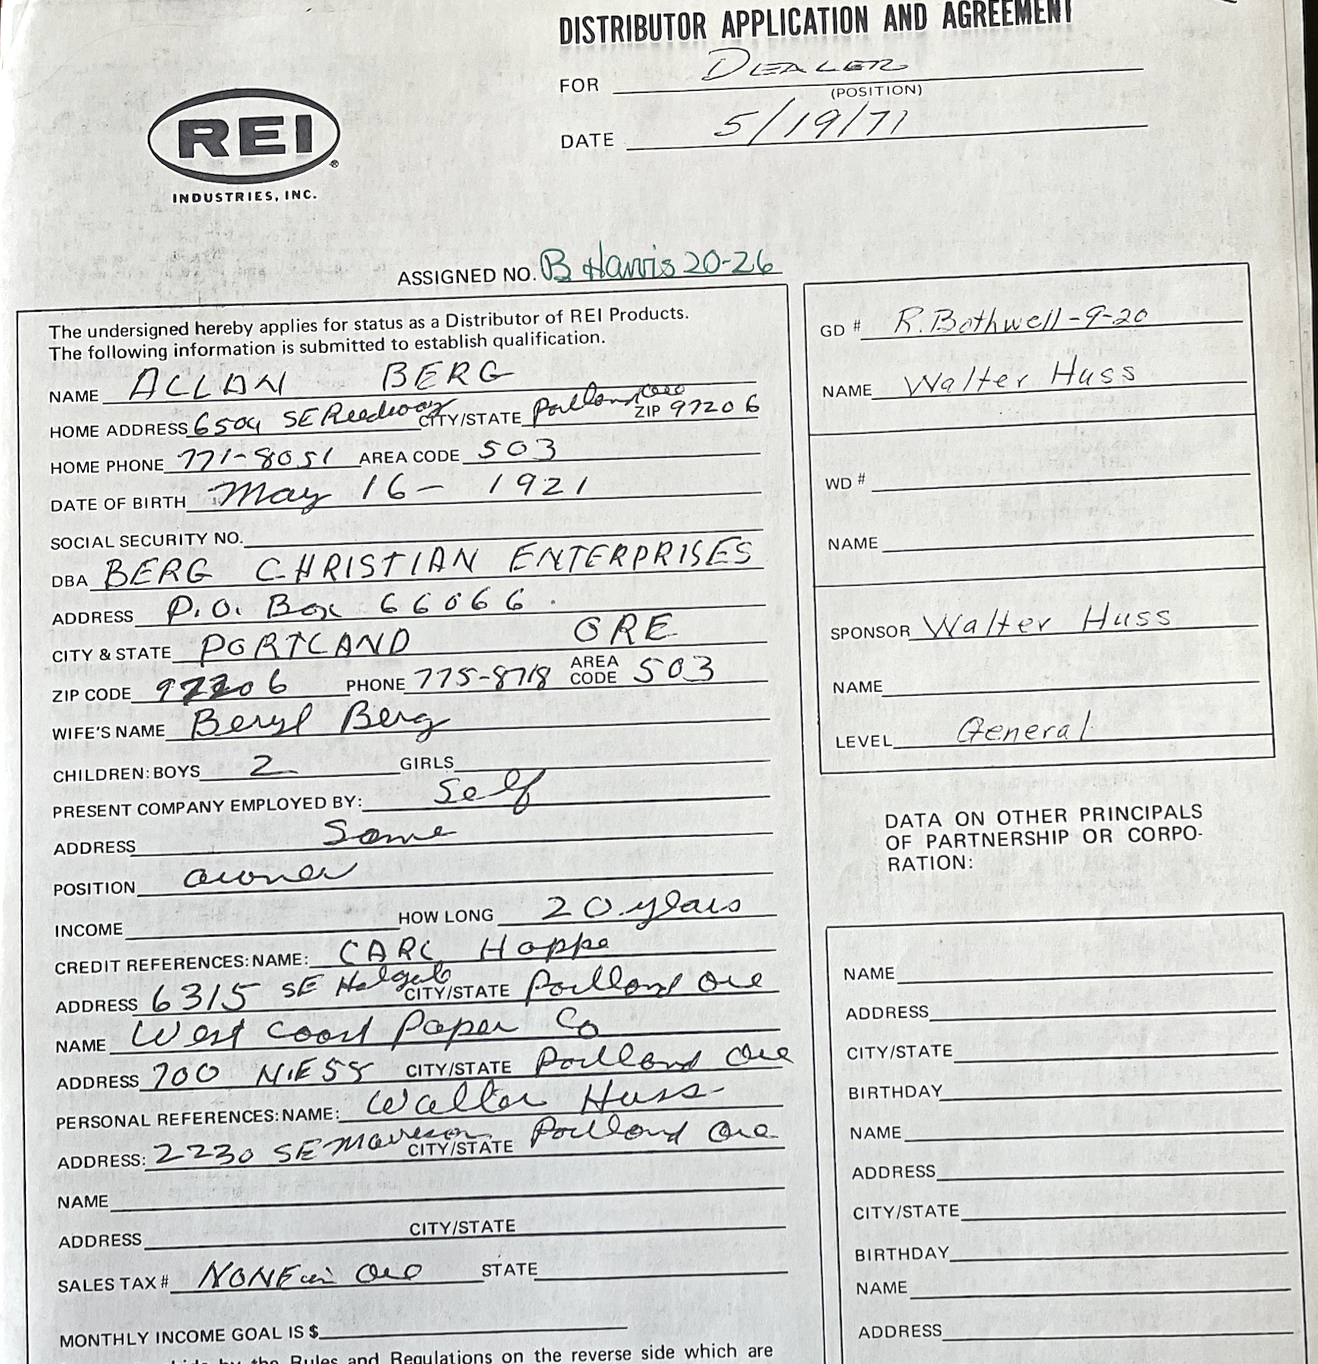 DISTRIBUTOR APPLICATION AND AGREEMENT
FOR DEALER
(POSITION)
DATE 5/19/71
REI ®
INDUSTRIES, INC.
ASSIGNED NO. B Harris 20-26
The undersigned hereby applies for status as a Distributor of REI Products.
The following information is submitted to establish qualification.
NAME ALLAN BERG
HOME ADDRESS 6504 SE Reedway CITY/STATE Portland Ore ZIP 97206
HOME PHONE 771-8051 AREA CODE 503
DATE OF BIRTH May 16- 1921
SOCIAL SECURITY NO.
DBA BERG CHRISTIAN ENTERPRISES
ADDRESS P.O. Box 66066
CITY & STATE PORTLAND ORE
ZIP CODE 97206 PHONE 775-8718 AREA CODE 503
WIFE'S NAME Beryl Berg
CHILDREN: BOYS 2 GIRLS
PRESENT COMPANY EMPLOYED BY: Self
ADDRESS Same
POSITION owner
INCOME HOW LONG 20 years
CREDIT REFERENCES: NAME: CARL Hoppe
ADDRESS 6315 SE CITY/STATE Portland Ore
NAME West Coast Paper Co
ADDRESS 700 N.E 55 CITY/STATE Portland Ore
PERSONAL REFERENCES: NAME: Walter Huss
ADDRESS: 2230 SE Morrison CITY/STATE Portland Ore
NAME
ADDRESS CITY/STATE
SALES TAX # NONE in Ore STATE
MONTHLY INCOME GOAL IS $
by the Rules and Regulations on the reverse side which are
GD # R. Bothwell-9-20
NAME Walter Huss
WD #
NAME
SPONSOR Walter Huss
NAME
LEVEL General
DATA ON OTHER PRINCIPALS
OF PARTNERSHIP OR CORPO-
RATION:
NAME
ADDRESS
CITY/STATE
BIRTHDAY
NAME
ADDRESS
CITY/STATE
BIRTHDAY
NAME
ADDRESS